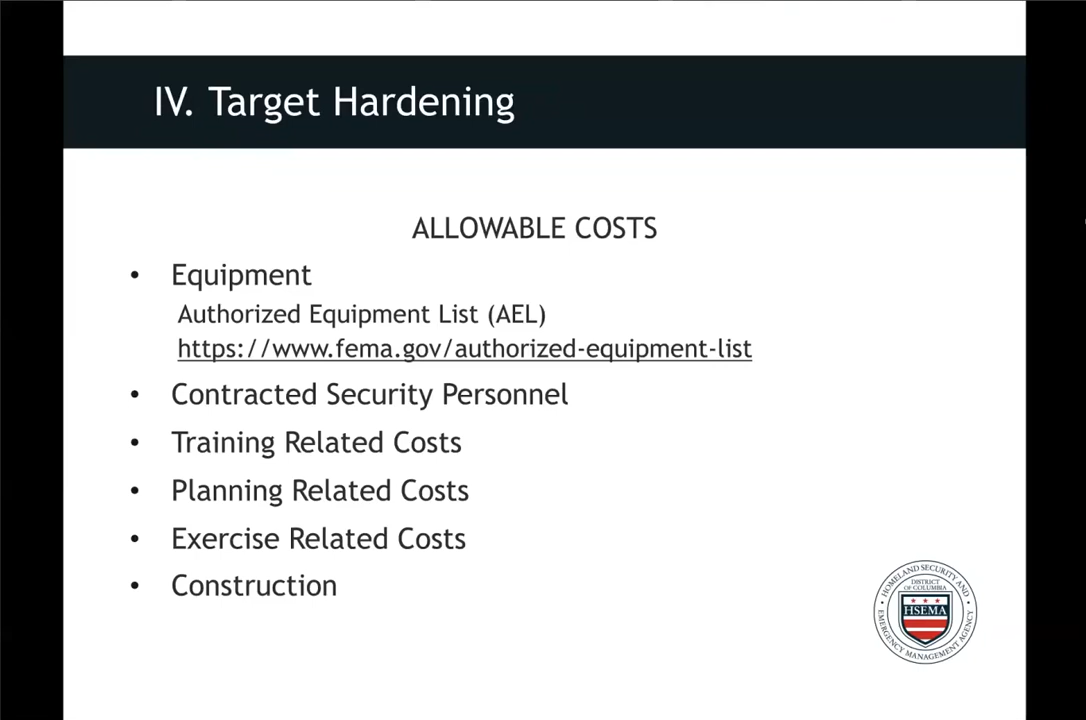 IV. Target Hardening
ALLOWABLE COSTS
• Equipment
Authorized Equipment List (AEL)
https://www.fema.gov/authorized-equipment-list
• Contracted Security Personnel
• Training Related Costs
• Planning Related Costs
• Exercise Related Costs
• Construction
HOMELAND SECURITY AND
DISTRICT
OF COLUMBIA
HSEMA
EMERGENCY MANAGEMENT AGENCY